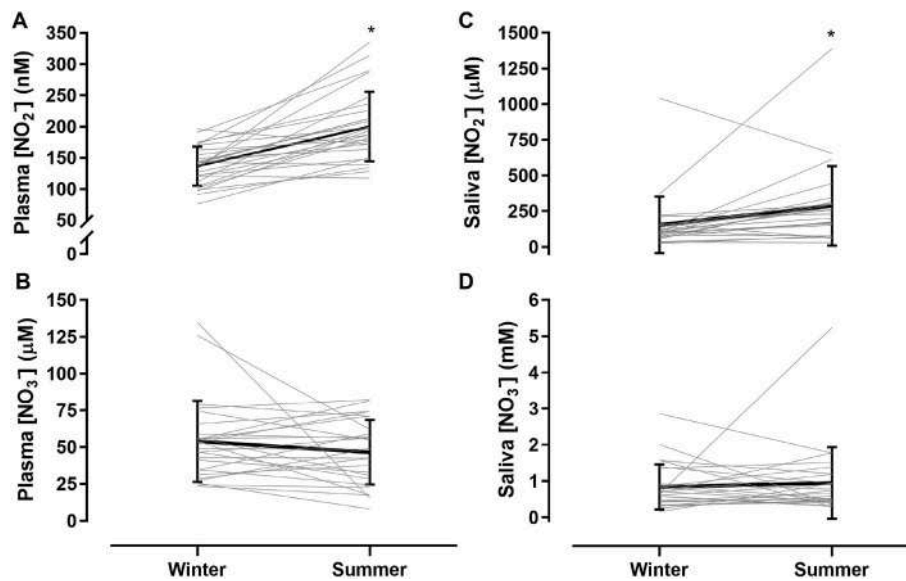 A
Plasma [NO₂⁻] (nM)
350
300
250
200
150
100
50
0
*
C
Saliva [NO₂⁻] (μM)
1500
1250
1000
750
500
250
0
*
B
Plasma [NO₃⁻] (μM)
150
125
100
75
50
25
0
Winter
Summer
D
Saliva [NO₃⁻] (mM)
6
5
4
3
2
1
0
Winter
Summer